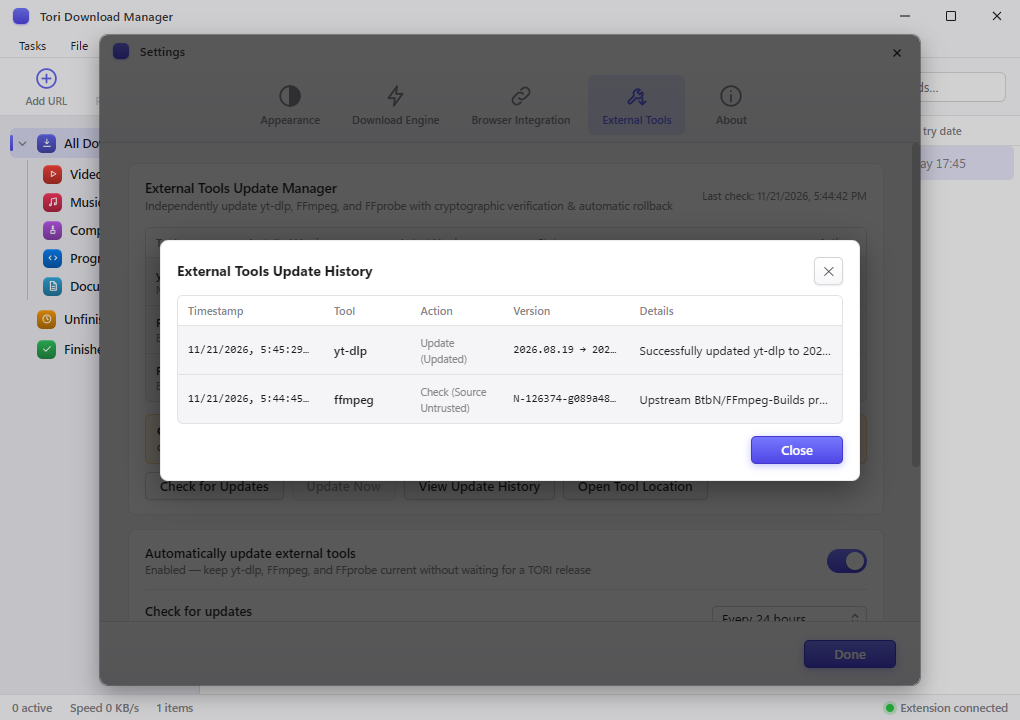 Tori Download Manager
Tasks File
Settings
Add URL
Appearance
Download Engine
Browser Integration
External Tools
About
ds...
try date
ay 17:45
All Do
Videc
Musi
Comp
Progr
Docu
Unfini
Finishe
External Tools Update Manager
Independently update yt-dlp, FFmpeg, and FFprobe with cryptographic verification & automatic rollback
Last check: 11/21/2026, 5:44:42 PM
External Tools Update History
Timestamp Tool Action Version Details
11/21/2026, 5:45:29… yt-dlp Update (Updated) 2026.08.19 → 202… Successfully updated yt-dlp to 202...
11/21/2026, 5:44:45… ffmpeg Check (Source Untrusted) N-126374-g089a48… Upstream BtbN/FFmpeg-Builds pr...
Close
Check for Updates
Update Now
View Update History
Open Tool Location
Automatically update external tools
Enabled — keep yt-dlp, FFmpeg, and FFprobe current without waiting for a TORI release
Check for updates
Every 24 hours
Done
0 active Speed 0 KB/s 1 items
Extension connected